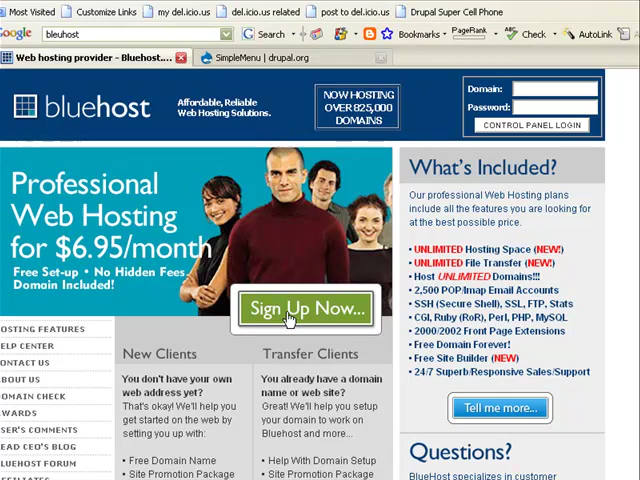 Most Visited Customize Links my del.icio.us del.icio.us related post to del.icio.us Drupal Super Cell Phone
Google bleuhost Search Bookmarks PageRank Check AutoLink
Web hosting provider - Bluehost.... SimpleMenu | drupal.org
bluehost
Affordable, Reliable
Web Hosting Solutions.
NOW HOSTING
OVER 825,000
DOMAINS
Domain:
Password:
CONTROL PANEL LOGIN
Professional
Web Hosting
for $6.95/month
Free Set-up • No Hidden Fees
Domain Included!
Sign Up Now...
OSTING FEATURES
ELP CENTER
ONTACT US
BOUT US
OMAIN CHECK
WARDS
SER'S COMMENTS
EAD CEO'S BLOG
LUEHOST FORUM
New Clients
You don't have your own
web address yet?
That's okay! We'll help you
get started on the web by
setting you up with:
• Free Domain Name
• Site Promotion Package
Transfer Clients
You already have a domain
name or web site?
Great! We'll help you setup
your domain to work on
Bluehost and more...
• Help With Domain Setup
• Site Promotion Package
What's Included?
Our professional Web Hosting plans
include all the features you are looking for
at the best possible price.
• UNLIMITED Hosting Space (NEW!)
• UNLIMITED File Transfer (NEW!)
• Host UNLIMITED Domains!!!
• 2,500 POP/Imap Email Accounts
• SSH (Secure Shell), SSL, FTP, Stats
• CGI, Ruby (RoR), Perl, PHP, MySQL
• 2000/2002 Front Page Extensions
• Free Domain Forever!
• Free Site Builder (NEW)
• 24/7 Superb/Responsive Sales/Support
Tell me more...
Questions?
BlueHost specializes in customer